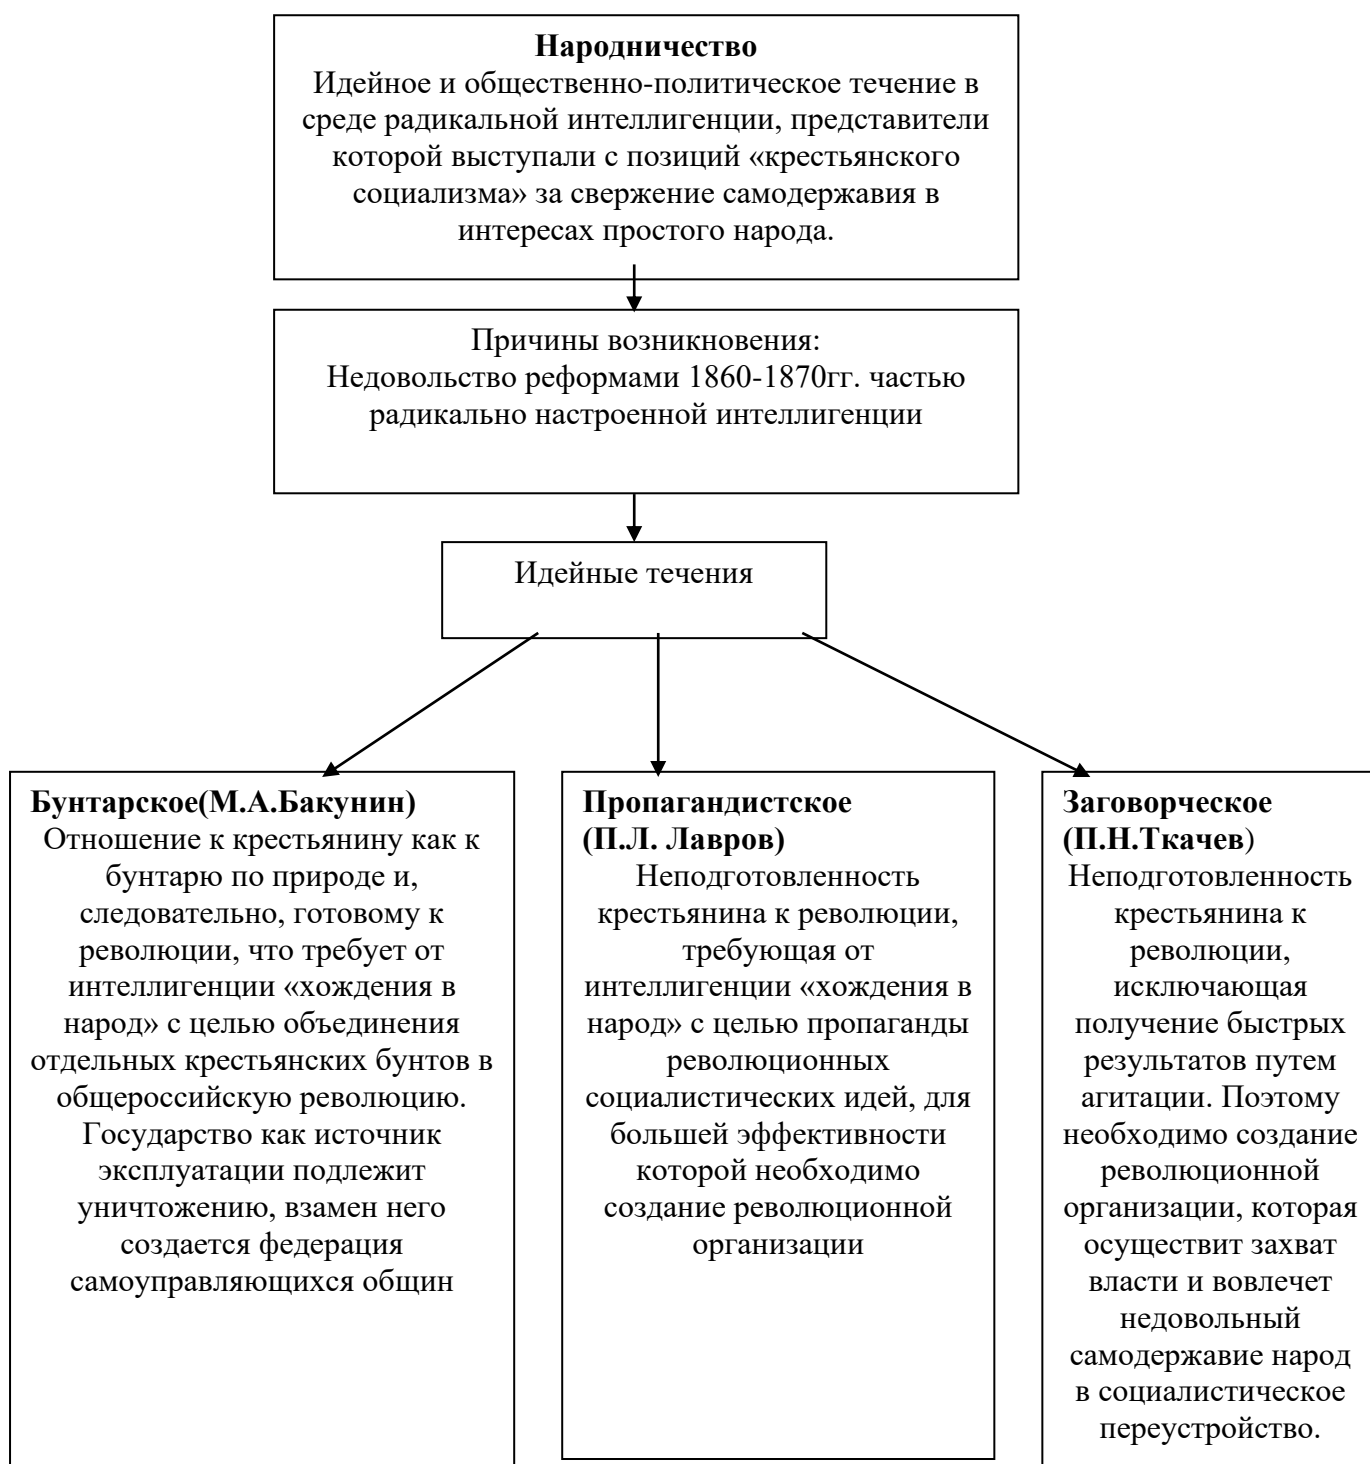 Народничество
Идейное и общественно-политическое течение в
среде радикальной интеллигенции, представители
которой выступали с позиций «крестьянского
социализма» за свержение самодержавия в
интересах простого народа.
Причины возникновения:
Недовольство реформами 1860-1870гг. частью
радикально настроенной интеллигенции
Идейные течения
Бунтарское(М.А.Бакунин)
Отношение к крестьянину как к
бунтарю по природе и,
следовательно, готовому к
революции, что требует от
интеллигенции «хождения в
народ» с целью объединения
отдельных крестьянских бунтов в
общероссийскую революцию.
Государство как источник
эксплуатации подлежит
уничтожению, взамен него
создается федерация
самоуправляющихся общин
Пропагандистское
(П.Л. Лавров)
Неподготовленность
крестьянина к революции,
требующая от
интеллигенции «хождения в
народ» с целью пропаганды
революционных
социалистических идей, для
большей эффективности
которой необходимо
создание революционной
организации
Заговорческое
(П.Н.Ткачев)
Неподготовленность
крестьянина к
революции,
исключающая
получение быстрых
результатов путем
агитации. Поэтому
необходимо создание
революционной
организации, которая
осуществит захват
власти и вовлечет
недовольный
самодержавие народ
в социалистическое
переустройство.